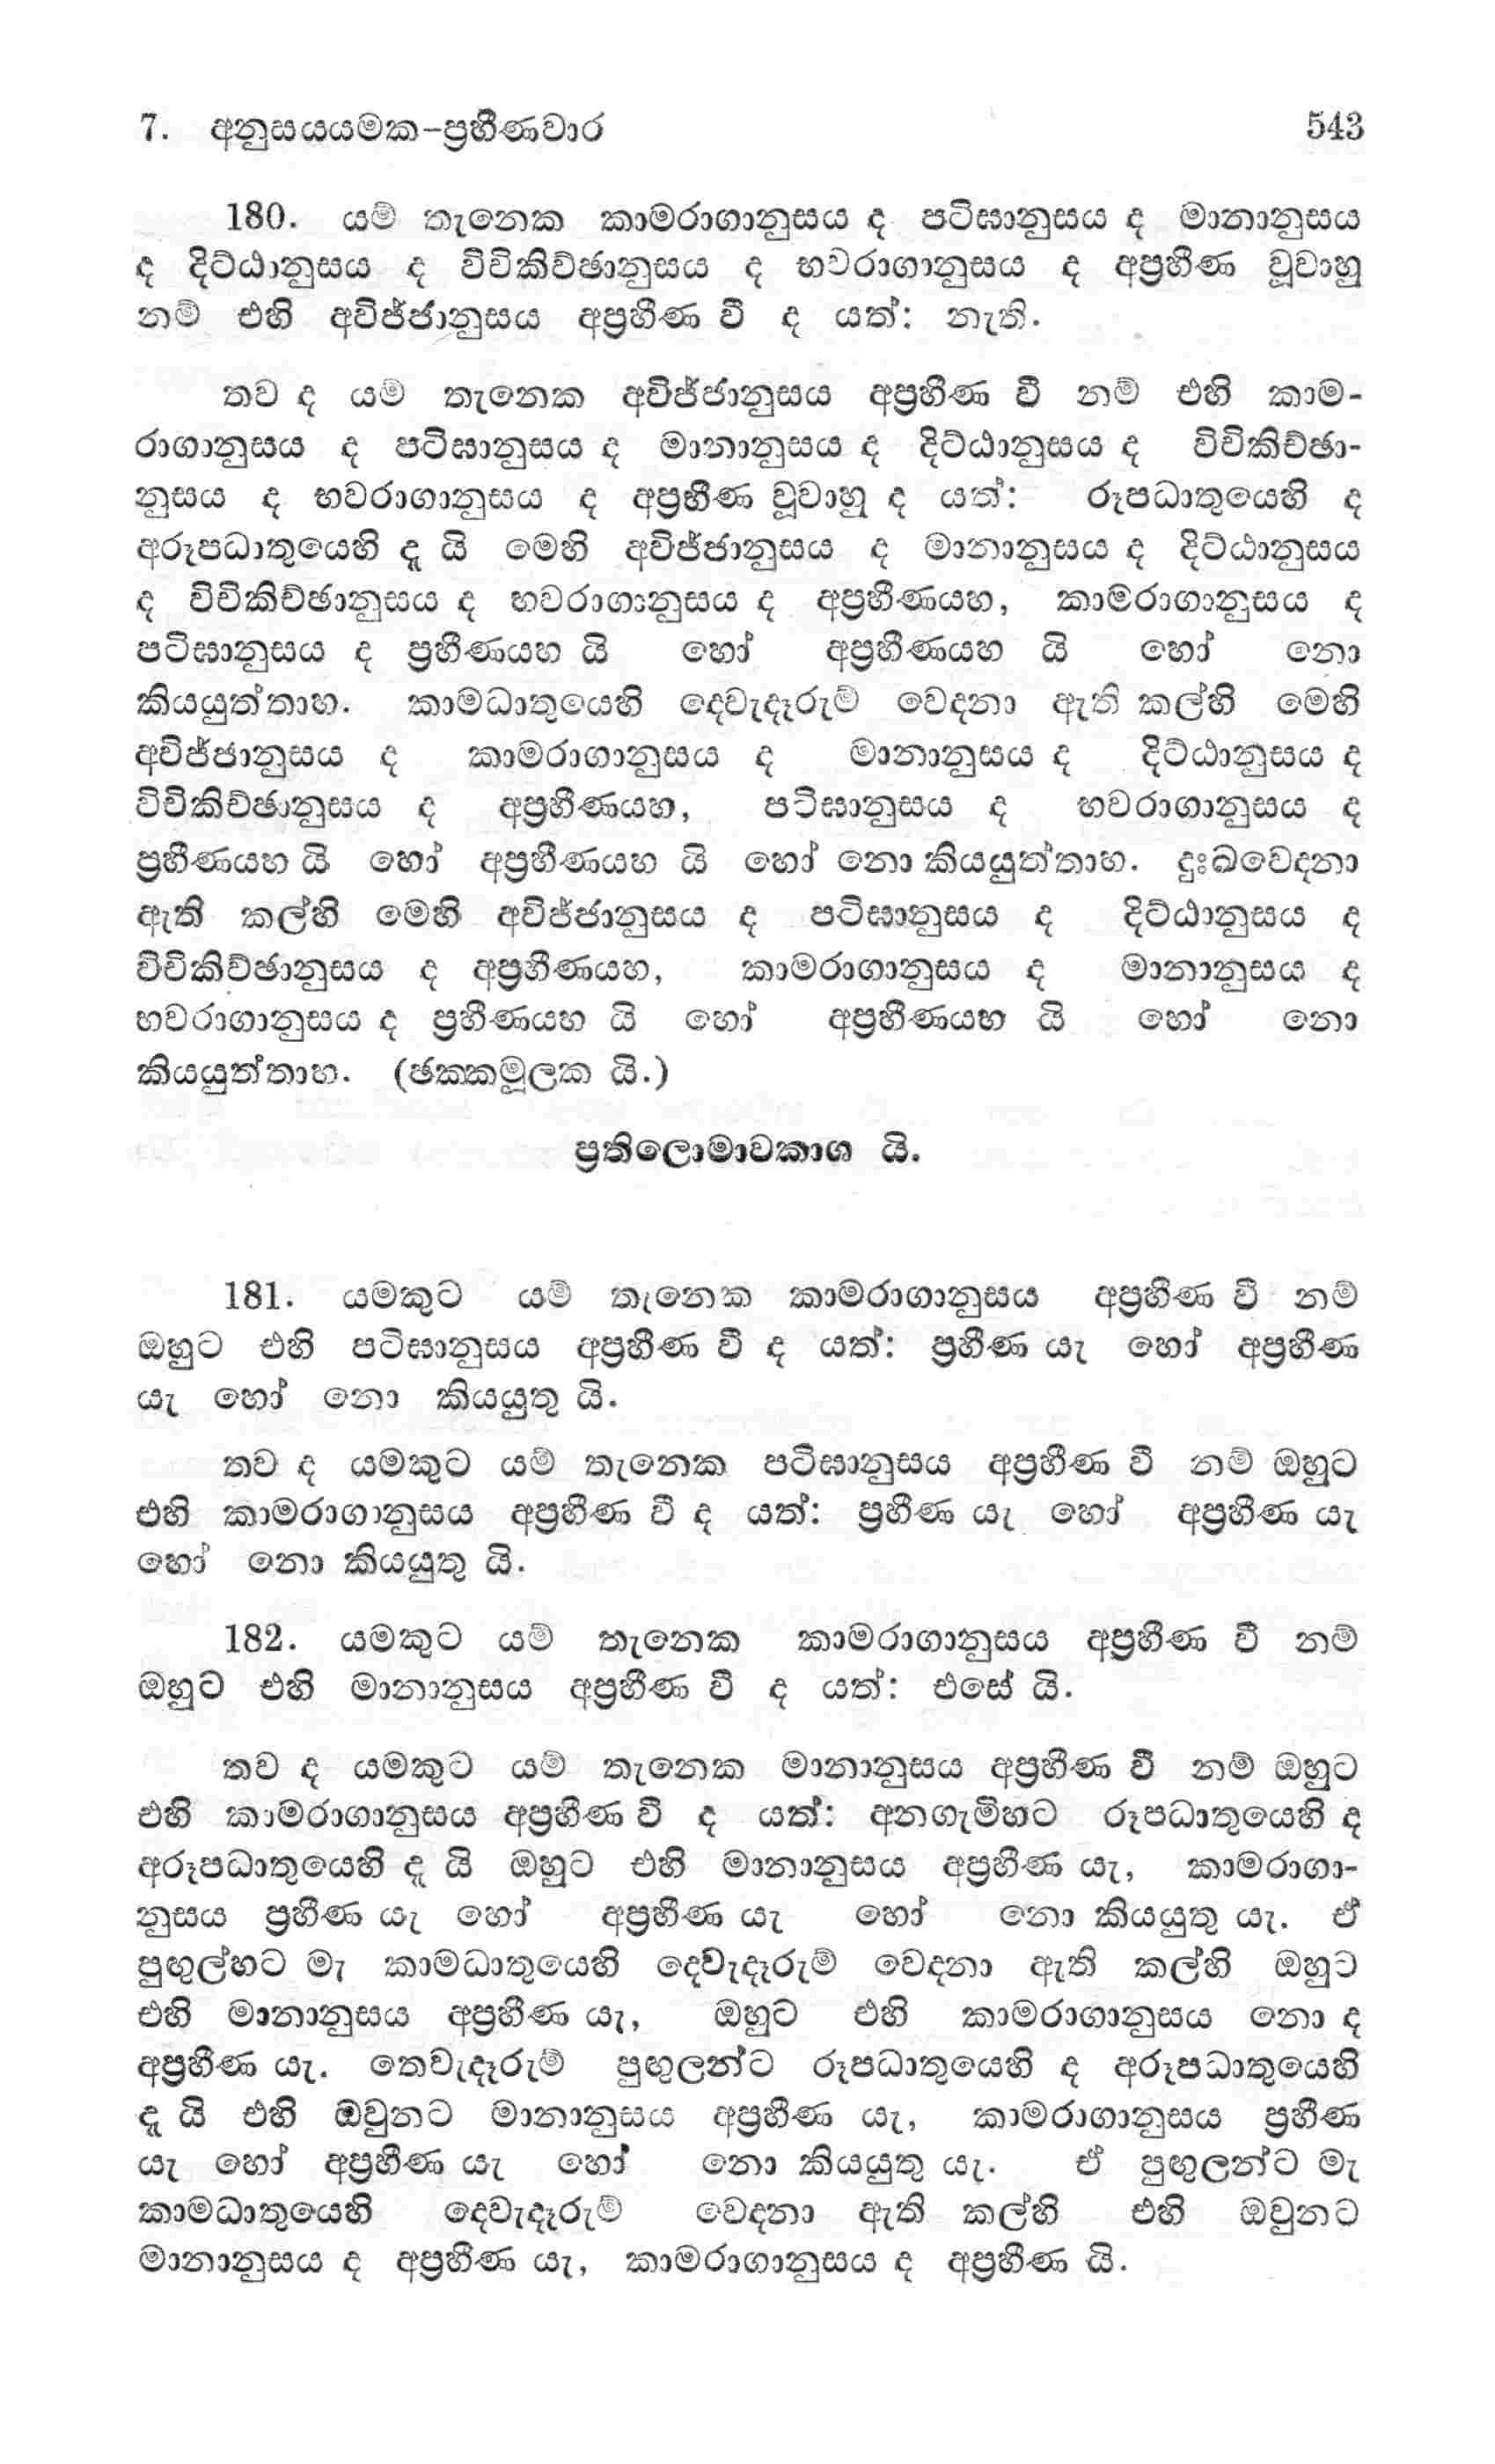 7. අනුසයයමක-ප්‍රහීණවාර 543
180. යම් තැනෙක කාමරාගානුසය ද පටිඝානුසය ද මානානුසය
ද දිට්ඨානුසය ද විචිකිච්ඡානුසය ද භවරාගානුසය ද අප්‍රහීණ වූවාහු
නම් එහි අවිජ්ජානුසය අප්‍රහීණ වී ද යත්: නැති.
තව ද යම් තැනෙක අවිජ්ජානුසය අප්‍රහීණ වී නම් එහි කාම-
රාගානුසය ද පටිඝානුසය ද මානානුසය ද දිට්ඨානුසය ද විචිකිච්ඡා-
නුසය ද භවරාගානුසය ද අප්‍රහීණ වූවාහු ද යත්: රූපධාතුයෙහි ද
අරූපධාතුයෙහි දැ යි මෙහි අවිජ්ජානුසය ද මානානුසය ද දිට්ඨානුසය
ද විචිකිච්ඡානුසය ද භවරාගානුසය ද අප්‍රහීණයහ, කාමරාගානුසය ද
පටිඝානුසය ද ප්‍රහීණයහ යි හෝ අප්‍රහීණයහ යි හෝ නො
කියයුත්තාහ. කාමධාතුයෙහි දෙවැදෑරුම් වෙදනා ඇති කල්හි මෙහි
අවිජ්ජානුසය ද කාමරාගානුසය ද මානානුසය ද දිට්ඨානුසය ද
විචිකිච්ඡානුසය ද අප්‍රහීණයහ, පටිඝානුසය ද භවරාගානුසය ද
ප්‍රහීණයහ යි හෝ අප්‍රහීණයහ යි හෝ නො කියයුත්තාහ. දුඃඛවෙදනා
ඇති කල්හි මෙහි අවිජ්ජානුසය ද පටිඝානුසය ද දිට්ඨානුසය ද
විචිකිච්ඡානුසය ද අප්‍රහීණයහ, කාමරාගානුසය ද මානානුසය ද
භවරාගානුසය ද ප්‍රහීණයහ යි හෝ අප්‍රහීණයහ යි හෝ නො
කියයුත්තාහ. (ඡක්කමූලක යි.)
ප්‍රතිලොමාවකාශ යි.
181. යමකුට යම් තැනෙක කාමරාගානුසය අප්‍රහීණ වී නම්
ඔහුට එහි පටිඝානුසය අප්‍රහීණ වී ද යත්: ප්‍රහීණ යැ හෝ අප්‍රහීණ
යැ හෝ නො කියයුතු යි.
තව ද යමකුට යම් තැනෙක පටිඝානුසය අප්‍රහීණ වී නම් ඔහුට
එහි කාමරාගානුසය අප්‍රහීණ වී ද යත්: ප්‍රහීණ යැ හෝ අප්‍රහීණ යැ
හෝ නො කියයුතු යි.
182. යමකුට යම් තැනෙක කාමරාගානුසය අප්‍රහීණ වී නම්
ඔහුට එහි මානානුසය අප්‍රහීණ වී ද යත්: එසේ යි.
තව ද යමකුට යම් තැනෙක මානානුසය අප්‍රහීණ වී නම් ඔහුට
එහි කාමරාගානුසය අප්‍රහීණ වී ද යත්: අනගැමිහට රූපධාතුයෙහි ද
අරූපධාතුයෙහි දැ යි ඔහුට එහි මානානුසය අප්‍රහීණ යැ, කාමරාගා-
නුසය ප්‍රහීණ යැ හෝ අප්‍රහීණ යැ හෝ නො කියයුතු යැ. ඒ
පුඟුල්හට මැ කාමධාතුයෙහි දෙවැදෑරුම් වෙදනා ඇති කල්හි ඔහුට
එහි මානානුසය අප්‍රහීණ යැ, ඔහුට එහි කාමරාගානුසය නො ද
අප්‍රහීණ යැ. තෙවැදෑරුම් පුඟුලන්ට රූපධාතුයෙහි ද අරූපධාතුයෙහි
දැ යි එහි ඔවුනට මානානුසය අප්‍රහීණ යැ, කාමරාගානුසය ප්‍රහීණ
යැ හෝ අප්‍රහීණ යැ හෝ නො කියයුතු යැ. ඒ පුඟුලන්ට මැ
කාමධාතුයෙහි දෙවැදෑරුම් වෙදනා ඇති කල්හි එහි ඔවුනට
මානානුසය ද අප්‍රහීණ යැ, කාමරාගානුසය ද අප්‍රහීණ යි.